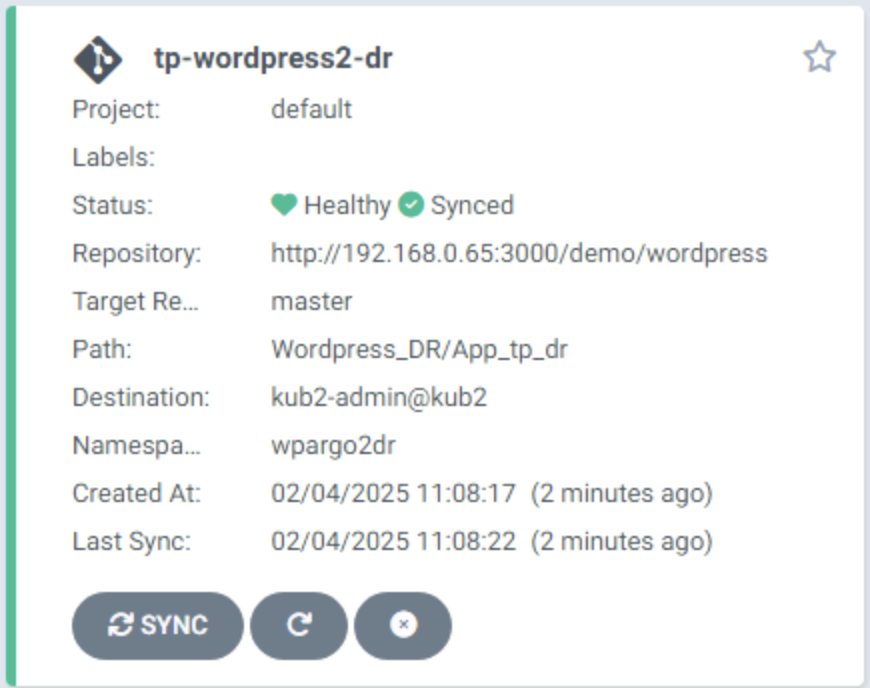 tp-wordpress2-dr
Project: default
Labels:
Status: Healthy Synced
Repository: http://192.168.0.65:3000/demo/wordpress
Target Re... master
Path: Wordpress_DR/App_tp_dr
Destination: kub2-admin@kub2
Namespa... wpargo2dr
Created At: 02/04/2025 11:08:17 (2 minutes ago)
Last Sync: 02/04/2025 11:08:22 (2 minutes ago)
SYNC